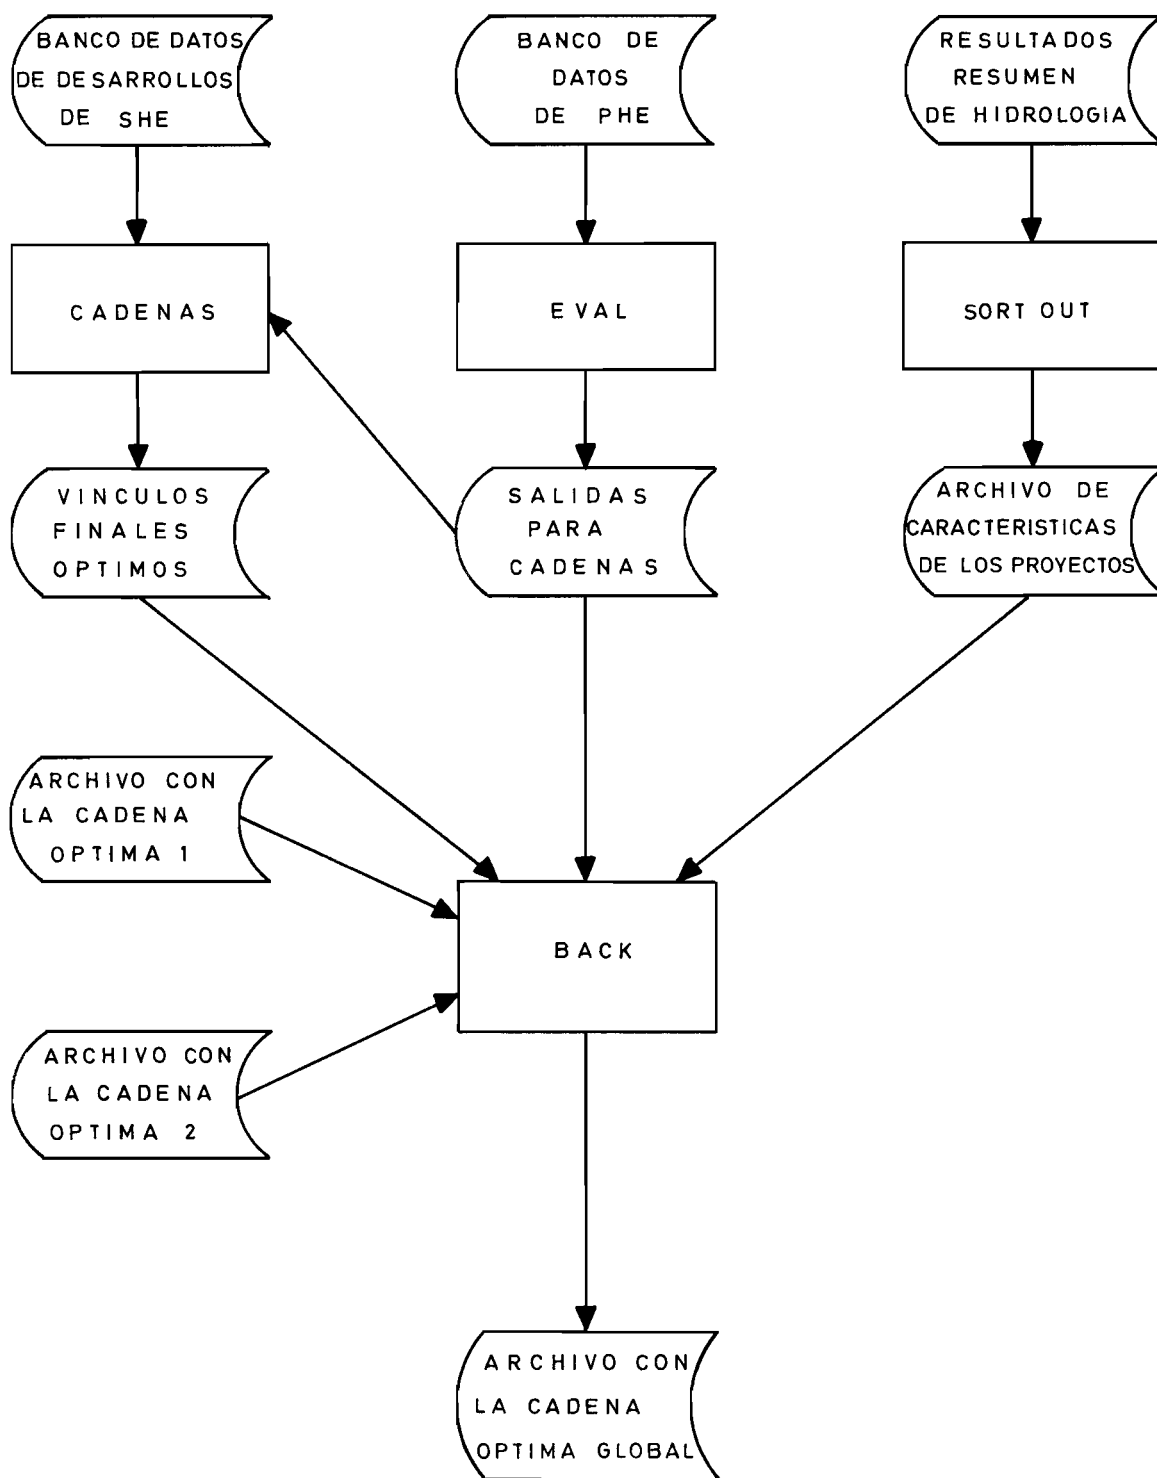 BANCO DE DATOS
DE DESARROLLOS
DE SHE
BANCO DE
DATOS
DE PHE
RESULTADOS
RESUMEN
DE HIDROLOGIA
CADENAS
EVAL
SORT OUT
VINCULOS
FINALES
OPTIMOS
SALIDAS
PARA
CADENAS
ARCHIVO DE
CARACTERISTICAS
DE LOS PROYECTOS
ARCHIVO CON
LA CADENA
OPTIMA 1
BACK
ARCHIVO CON
LA CADENA
OPTIMA 2
ARCHIVO CON
LA CADENA
OPTIMA GLOBAL